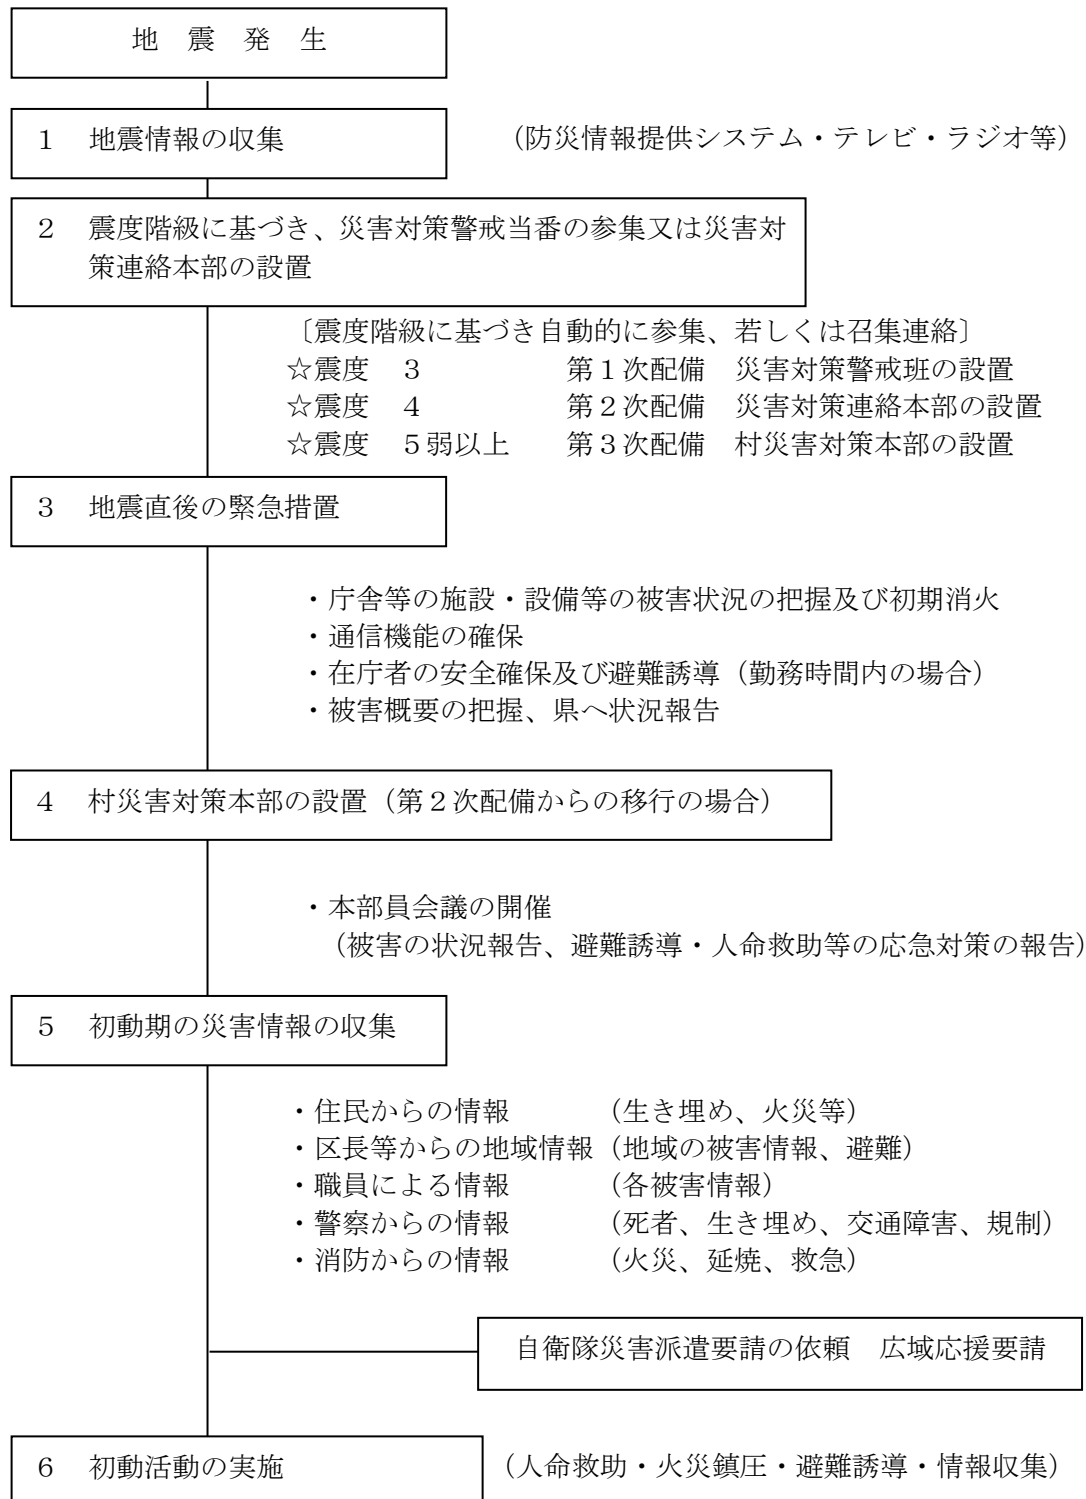 地　震　発　生
１　地震情報の収集　（防災情報提供システム・テレビ・ラジオ等）
２　震度階級に基づき、災害対策警戒当番の参集又は災害対
策連絡本部の設置
〔震度階級に基づき自動的に参集、若しくは召集連絡〕
☆震度　３　第１次配備　災害対策警戒班の設置
☆震度　４　第２次配備　災害対策連絡本部の設置
☆震度　５弱以上　第３次配備　村災害対策本部の設置
３　地震直後の緊急措置
・庁舎等の施設・設備等の被害状況の把握及び初期消火
・通信機能の確保
・在庁者の安全確保及び避難誘導（勤務時間内の場合）
・被害概要の把握、県へ状況報告
４　村災害対策本部の設置（第２次配備からの移行の場合）
・本部員会議の開催
（被害の状況報告、避難誘導・人命救助等の応急対策の報告）
５　初動期の災害情報の収集
・住民からの情報　（生き埋め、火災等）
・区長等からの地域情報（地域の被害情報、避難）
・職員による情報　（各被害情報）
・警察からの情報　（死者、生き埋め、交通障害、規制）
・消防からの情報　（火災、延焼、救急）
自衛隊災害派遣要請の依頼　広域応援要請
６　初動活動の実施　（人命救助・火災鎮圧・避難誘導・情報収集）